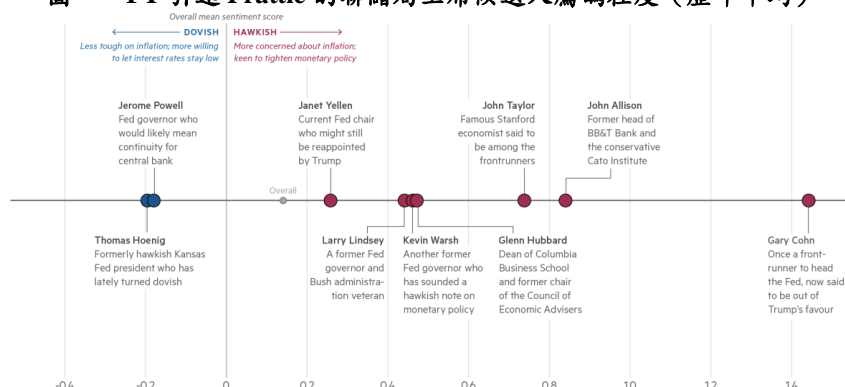 Overall mean sentiment score
DOVISH
HAWKISH
Less tough on inflation; more willing
to let interest rates stay low
More concerned about inflation;
keen to tighten monetary policy
Jerome Powell
Fed governor who
would likely mean
continuity for
central bank
Janet Yellen
Current Fed chair
who might still
be reappointed
by Trump
John Taylor
Famous Stanford
economist said to
be among the
frontrunners
John Allison
Former head of
BB&T Bank and
the conservative
Cato Institute
Overall
Thomas Hoenig
Formerly hawkish Kansas
Fed president who has
lately turned dovish
Larry Lindsey
A former Fed
governor and
Bush administra-
tion veteran
Kevin Warsh
Another former
Fed governor who
has sounded a
hawkish note on
monetary policy
Glenn Hubbard
Dean of Columbia
Business School
and former chair
of the Council of
Economic Advisers
Gary Cohn
Once a front-
runner to head
the Fed, now said
to be out of
Trump's favour
-0.4 -0.2 0 0.2 0.4 0.6 0.8 1.0 1.2 1.4